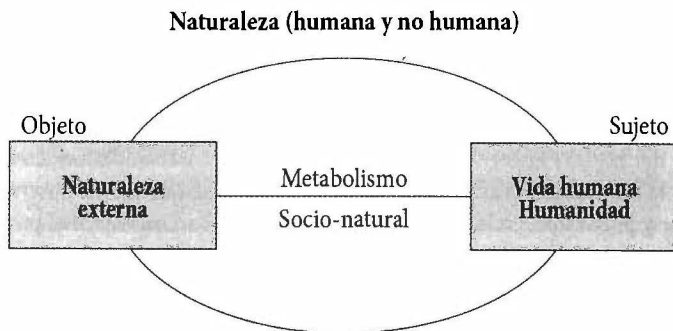 Naturaleza (humana y no humana)
Objeto
Sujeto
Naturaleza
externa
Metabolismo
Socio-natural
Vida humana
Humanidad